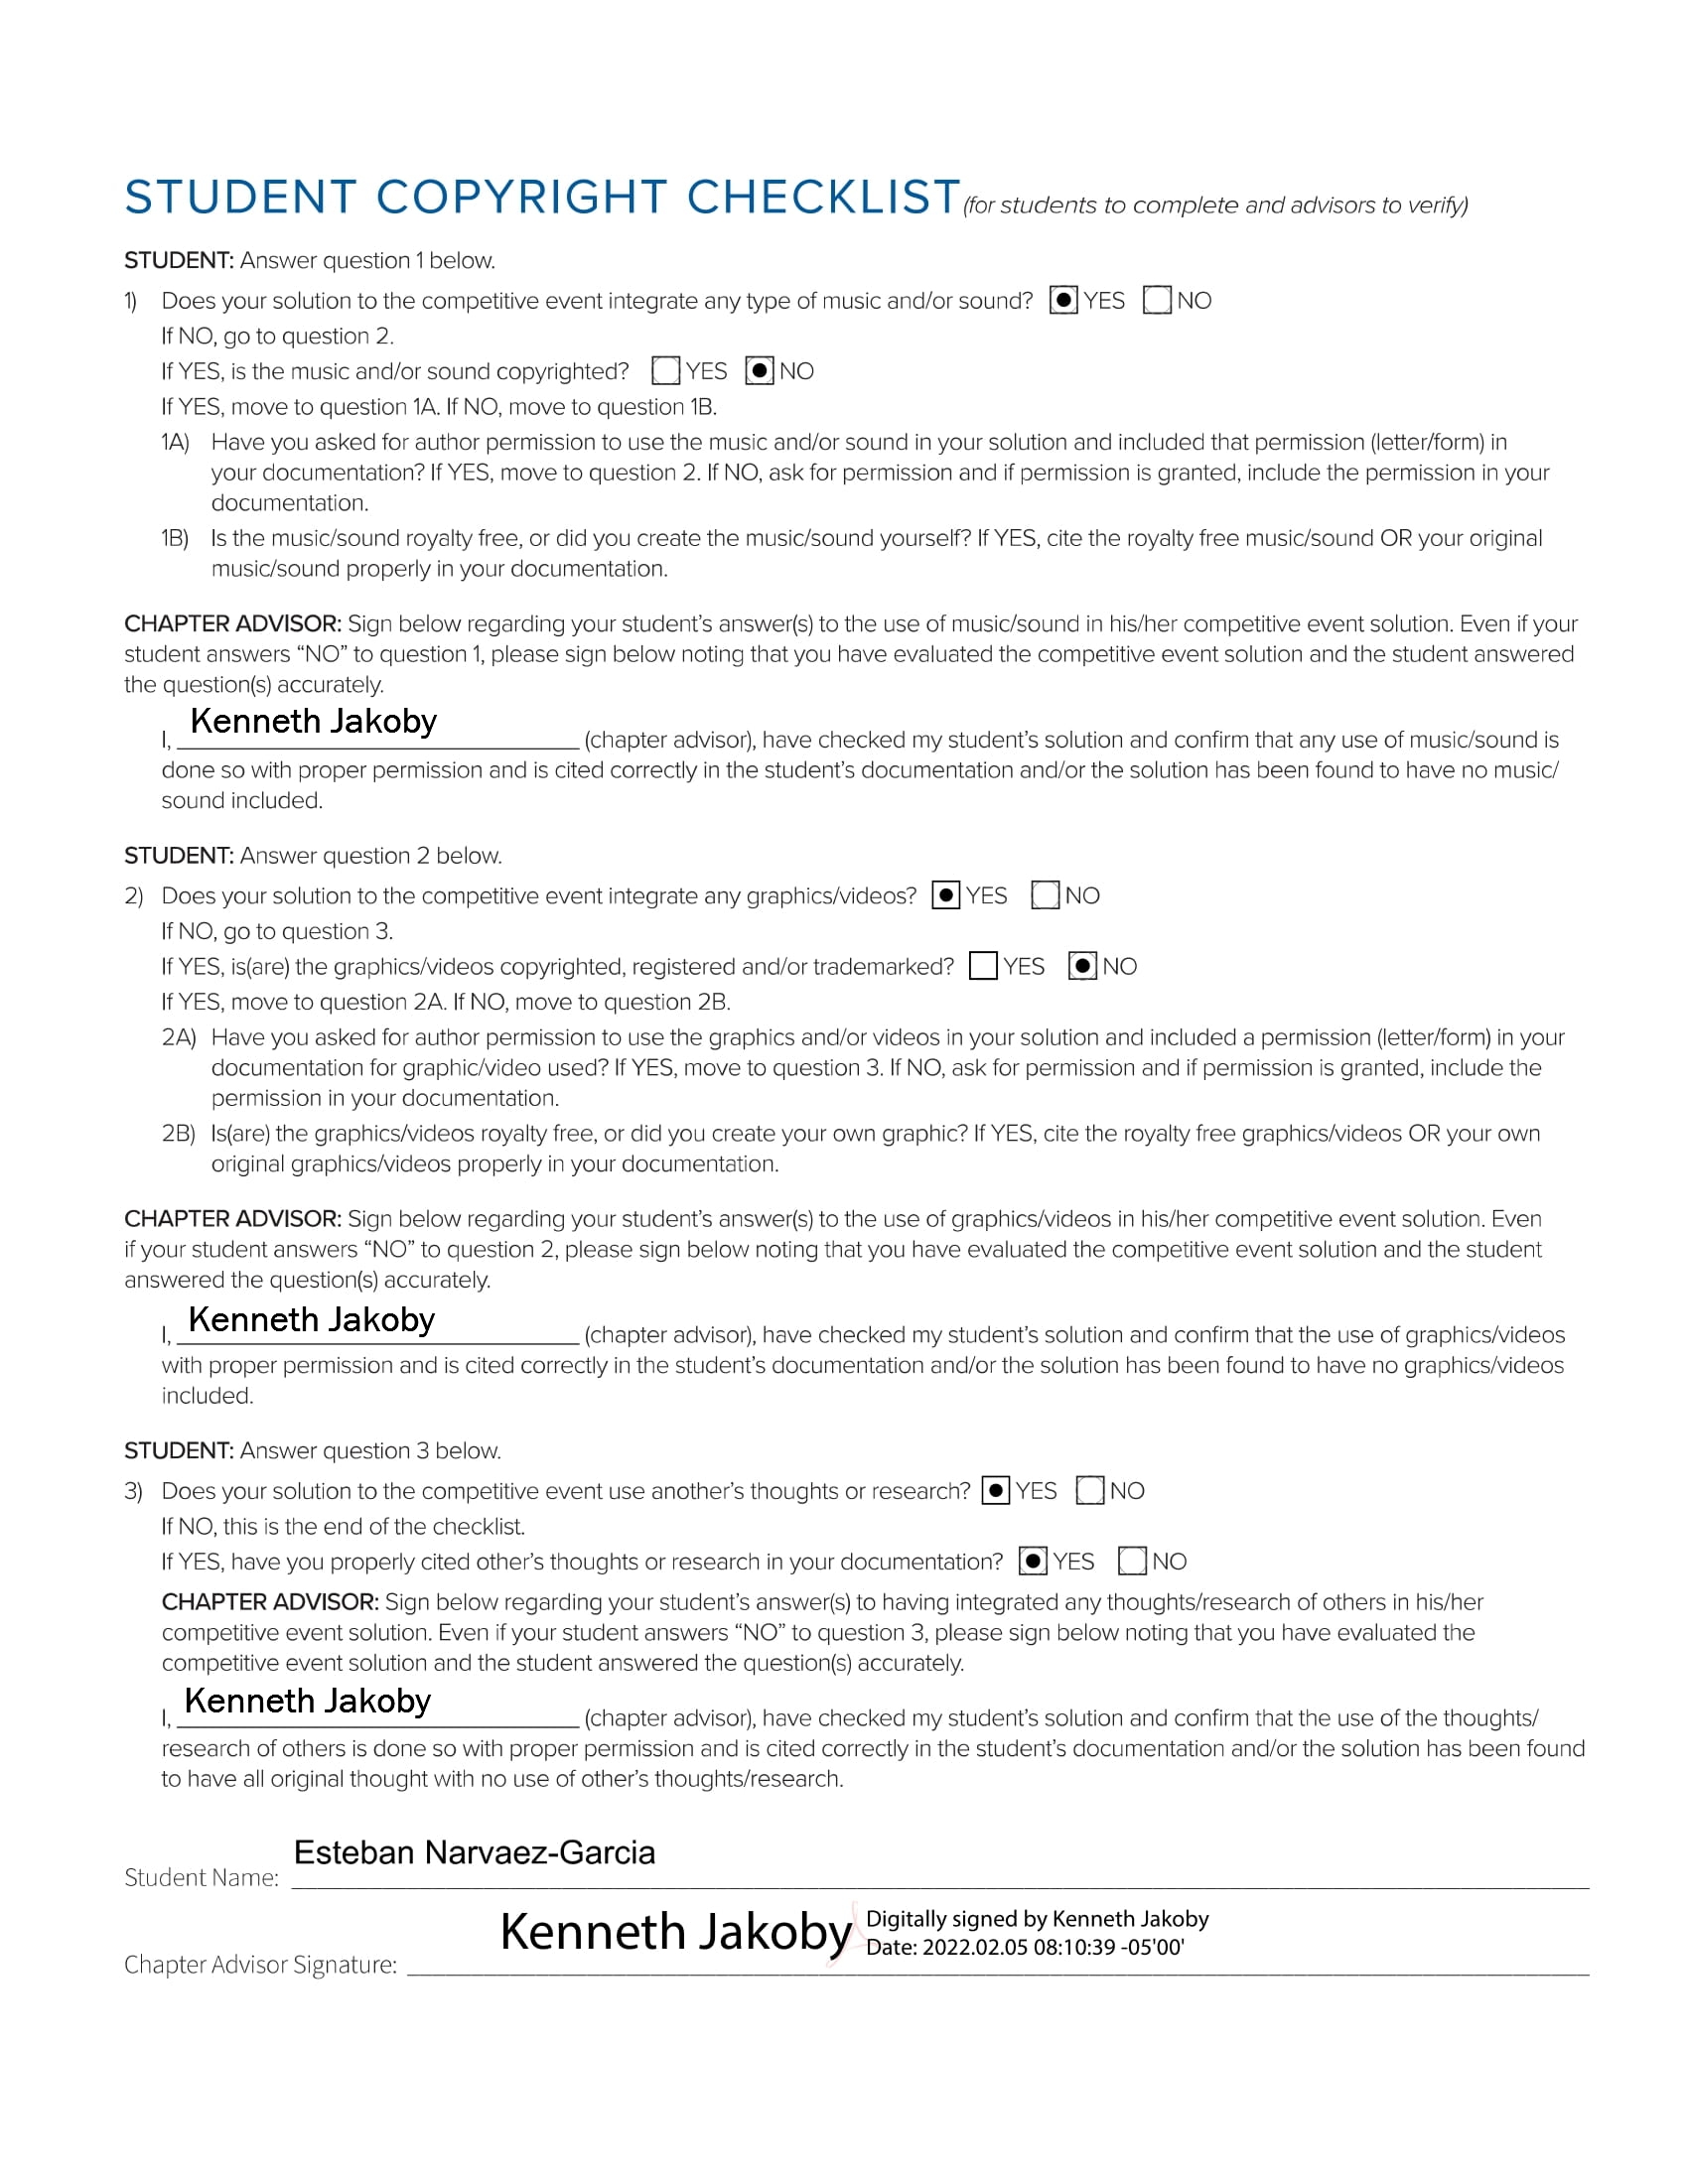 STUDENT COPYRIGHT CHECKLIST (for students to complete and advisors to verify)
STUDENT: Answer question 1 below.
1) Does your solution to the competitive event integrate any type of music and/or sound? YES NO
If NO, go to question 2.
If YES, is the music and/or sound copyrighted? YES NO
If YES, move to question 1A. If NO, move to question 1B.
1A) Have you asked for author permission to use the music and/or sound in your solution and included that permission (letter/form) in
your documentation? If YES, move to question 2. If NO, ask for permission and if permission is granted, include the permission in your
documentation.
1B) Is the music/sound royalty free, or did you create the music/sound yourself? If YES, cite the royalty free music/sound OR your original
music/sound properly in your documentation.
CHAPTER ADVISOR: Sign below regarding your student's answer(s) to the use of music/sound in his/her competitive event solution. Even if your
student answers “NO” to question 1, please sign below noting that you have evaluated the competitive event solution and the student answered
the question(s) accurately.
I, Kenneth Jakoby (chapter advisor), have checked my student's solution and confirm that any use of music/sound is
done so with proper permission and is cited correctly in the student's documentation and/or the solution has been found to have no music/
sound included.
STUDENT: Answer question 2 below.
2) Does your solution to the competitive event integrate any graphics/videos? YES NO
If NO, go to question 3.
If YES, is(are) the graphics/videos copyrighted, registered and/or trademarked? YES NO
If YES, move to question 2A. If NO, move to question 2B.
2A) Have you asked for author permission to use the graphics and/or videos in your solution and included a permission (letter/form) in your
documentation for graphic/video used? If YES, move to question 3. If NO, ask for permission and if permission is granted, include the
permission in your documentation.
2B) Is(are) the graphics/videos royalty free, or did you create your own graphic? If YES, cite the royalty free graphics/videos OR your own
original graphics/videos properly in your documentation.
CHAPTER ADVISOR: Sign below regarding your student's answer(s) to the use of graphics/videos in his/her competitive event solution. Even
if your student answers “NO” to question 2, please sign below noting that you have evaluated the competitive event solution and the student
answered the question(s) accurately.
I, Kenneth Jakoby (chapter advisor), have checked my student's solution and confirm that the use of graphics/videos
with proper permission and is cited correctly in the student's documentation and/or the solution has been found to have no graphics/videos
included.
STUDENT: Answer question 3 below.
3) Does your solution to the competitive event use another's thoughts or research? YES NO
If NO, this is the end of the checklist.
If YES, have you properly cited other's thoughts or research in your documentation? YES NO
CHAPTER ADVISOR: Sign below regarding your student's answer(s) to having integrated any thoughts/research of others in his/her
competitive event solution. Even if your student answers “NO” to question 3, please sign below noting that you have evaluated the
competitive event solution and the student answered the question(s) accurately.
I, Kenneth Jakoby (chapter advisor), have checked my student's solution and confirm that the use of the thoughts/
research of others is done so with proper permission and is cited correctly in the student's documentation and/or the solution has been found
to have all original thought with no use of other's thoughts/research.
Student Name: Esteban Narvaez-Garcia
Chapter Advisor Signature: Kenneth Jakoby Digitally signed by Kenneth Jakoby
Date: 2022.02.05 08:10:39 -05'00'